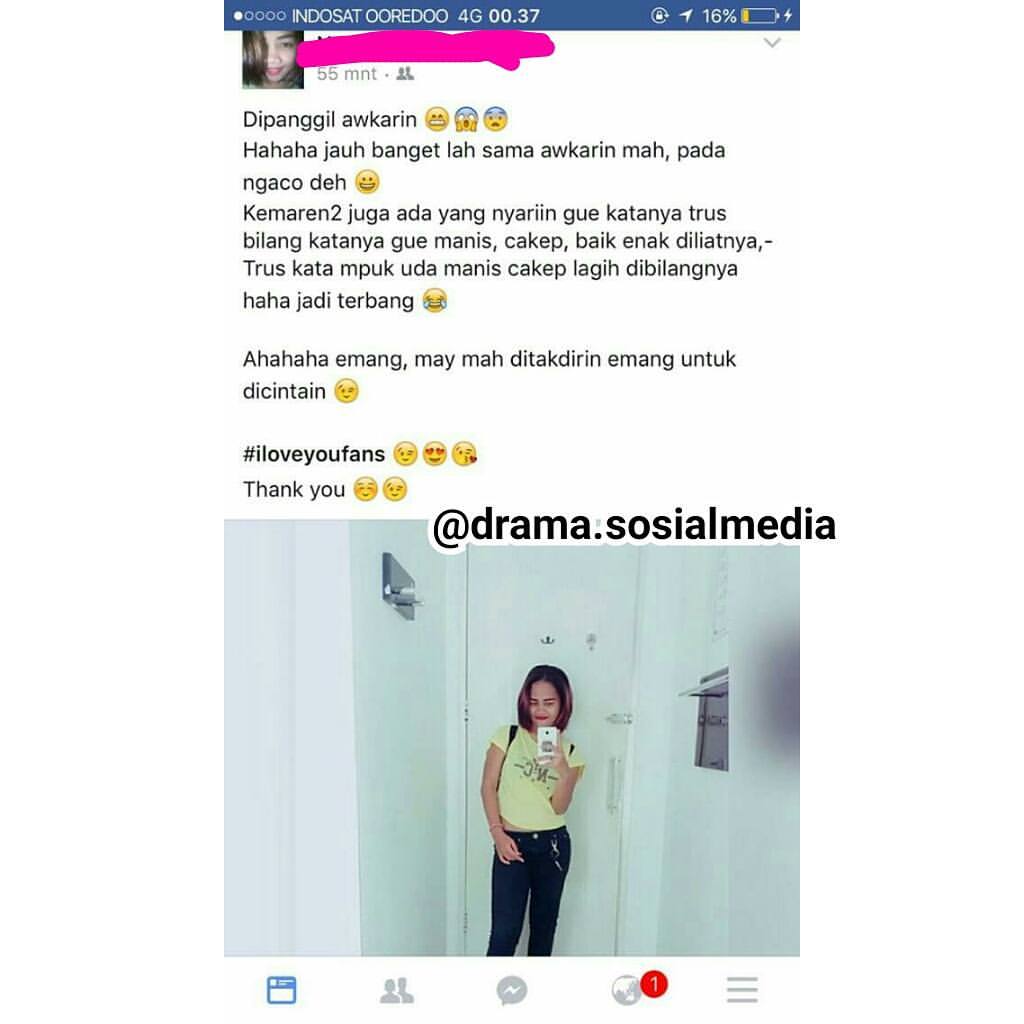 INDOSAT OOREDOO 4G 00.37 16%
55 mnt
Dipanggil awkarin 😁😱😨
Hahaha jauh banget lah sama awkarin mah, pada
ngaco deh 😀
Kemaren2 juga ada yang nyariin gue katanya trus
bilang katanya gue manis, cakep, baik enak diliatnya,-
Trus kata mpuk uda manis cakep lagih dibilangnya
haha jadi terbang 😂
Ahahaha emang, may mah ditakdirin emang untuk
dicintain 😉
#iloveyoufans 😉😍😘
Thank you ☺️😉
@drama.sosialmedia
1